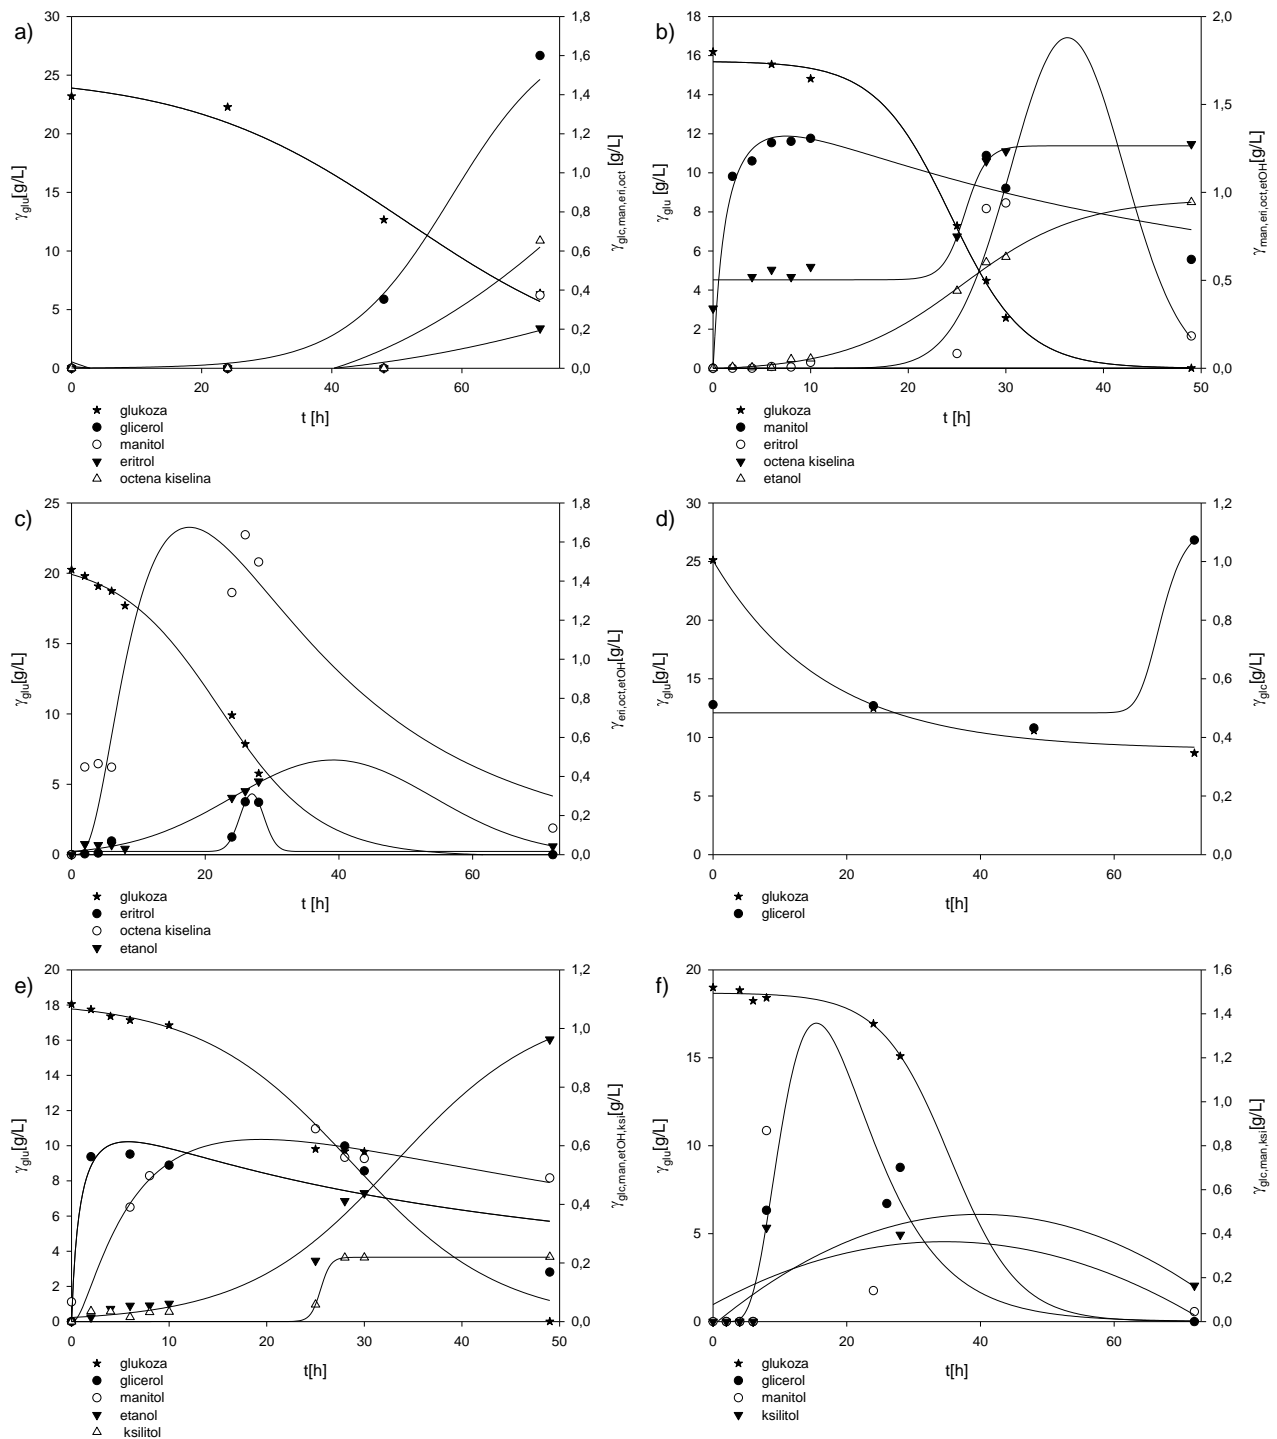 a)
30
25
20
15
10
5
0
1,8
1,6
1,4
1,2
1,0
0,8
0,6
0,4
0,2
0,0
0
20
40
60
γglu[g/L]
γglc,man,eri,oct [g/L]
t [h]
glukoza
glicerol
manitol
eritrol
octena kiselina
b)
18
16
14
12
10
8
6
4
2
0
2,0
1,5
1,0
0,5
0,0
0
10
20
30
40
50
γglu [g/L]
γman,eri,oct,etOH[g/L]
t [h]
glukoza
manitol
eritrol
octena kiselina
etanol
c)
25
20
15
10
5
0
1,8
1,6
1,4
1,2
1,0
0,8
0,6
0,4
0,2
0,0
0
20
40
60
γglu[g/L]
γeri,oct,etOH[g/L]
t [h]
glukoza
eritrol
octena kiselina
etanol
d)
30
25
20
15
10
5
0
1,2
1,0
0,8
0,6
0,4
0,2
0,0
0
20
40
60
γglu[g/L]
γglc[g/L]
t[h]
glukoza
glicerol
e)
20
18
16
14
12
10
8
6
4
2
0
1,2
1,0
0,8
0,6
0,4
0,2
0,0
0
10
20
30
40
50
γglu[g/L]
γglc,man,etOH,ksi[g/L]
t[h]
glukoza
glicerol
manitol
etanol
ksilitol
f)
20
15
10
5
0
1,6
1,4
1,2
1,0
0,8
0,6
0,4
0,2
0,0
0
20
40
60
γglu[g/L]
γglc,man,ksi[g/L]
t[h]
glukoza
glicerol
manitol
ksilitol